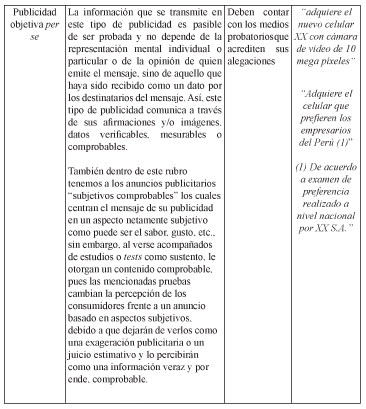 Publicidad
objetiva per
se
La información que se transmite en
este tipo de publicidad es pasible
de ser probada y no depende de la
representación mental individual o
particular o de la opinión de quien
emite el mensaje, sino de aquello que
haya sido recibido como un dato por
los destinatarios del mensaje. Así, este
tipo de publicidad comunica a través
de sus afirmaciones y/o imágenes,
datos verificables, mesurables o
comprobables.
También dentro de este rubro
tenemos a los anuncios publicitarios
“subjetivos comprobables” los cuales
centran el mensaje de su publicidad
en un aspecto netamente subjetivo
como puede ser el sabor, gusto, etc.,
sin embargo, al verse acompañados
de estudios o tests como sustento, le
otorgan un contenido comprobable,
pues las mencionadas pruebas
cambian la percepción de los
consumidores frente a un anuncio
basado en aspectos subjetivos,
debido a que dejarán de verlos como
una exageración publicitaria o un
juicio estimativo y lo percibirán
como una información veraz y por
ende, comprobable.
Deben contar
con los medios
probatorios que
acrediten sus
alegaciones
“adquiere el
nuevo celular
XX con cámara
de video de 10
mega píxeles”
“Adquiere el
celular que
prefieren los
empresarios
del Perú (1)”
(1) De acuerdo
a examen de
preferencia
realizado a
nivel nacional
por XX S.A.”